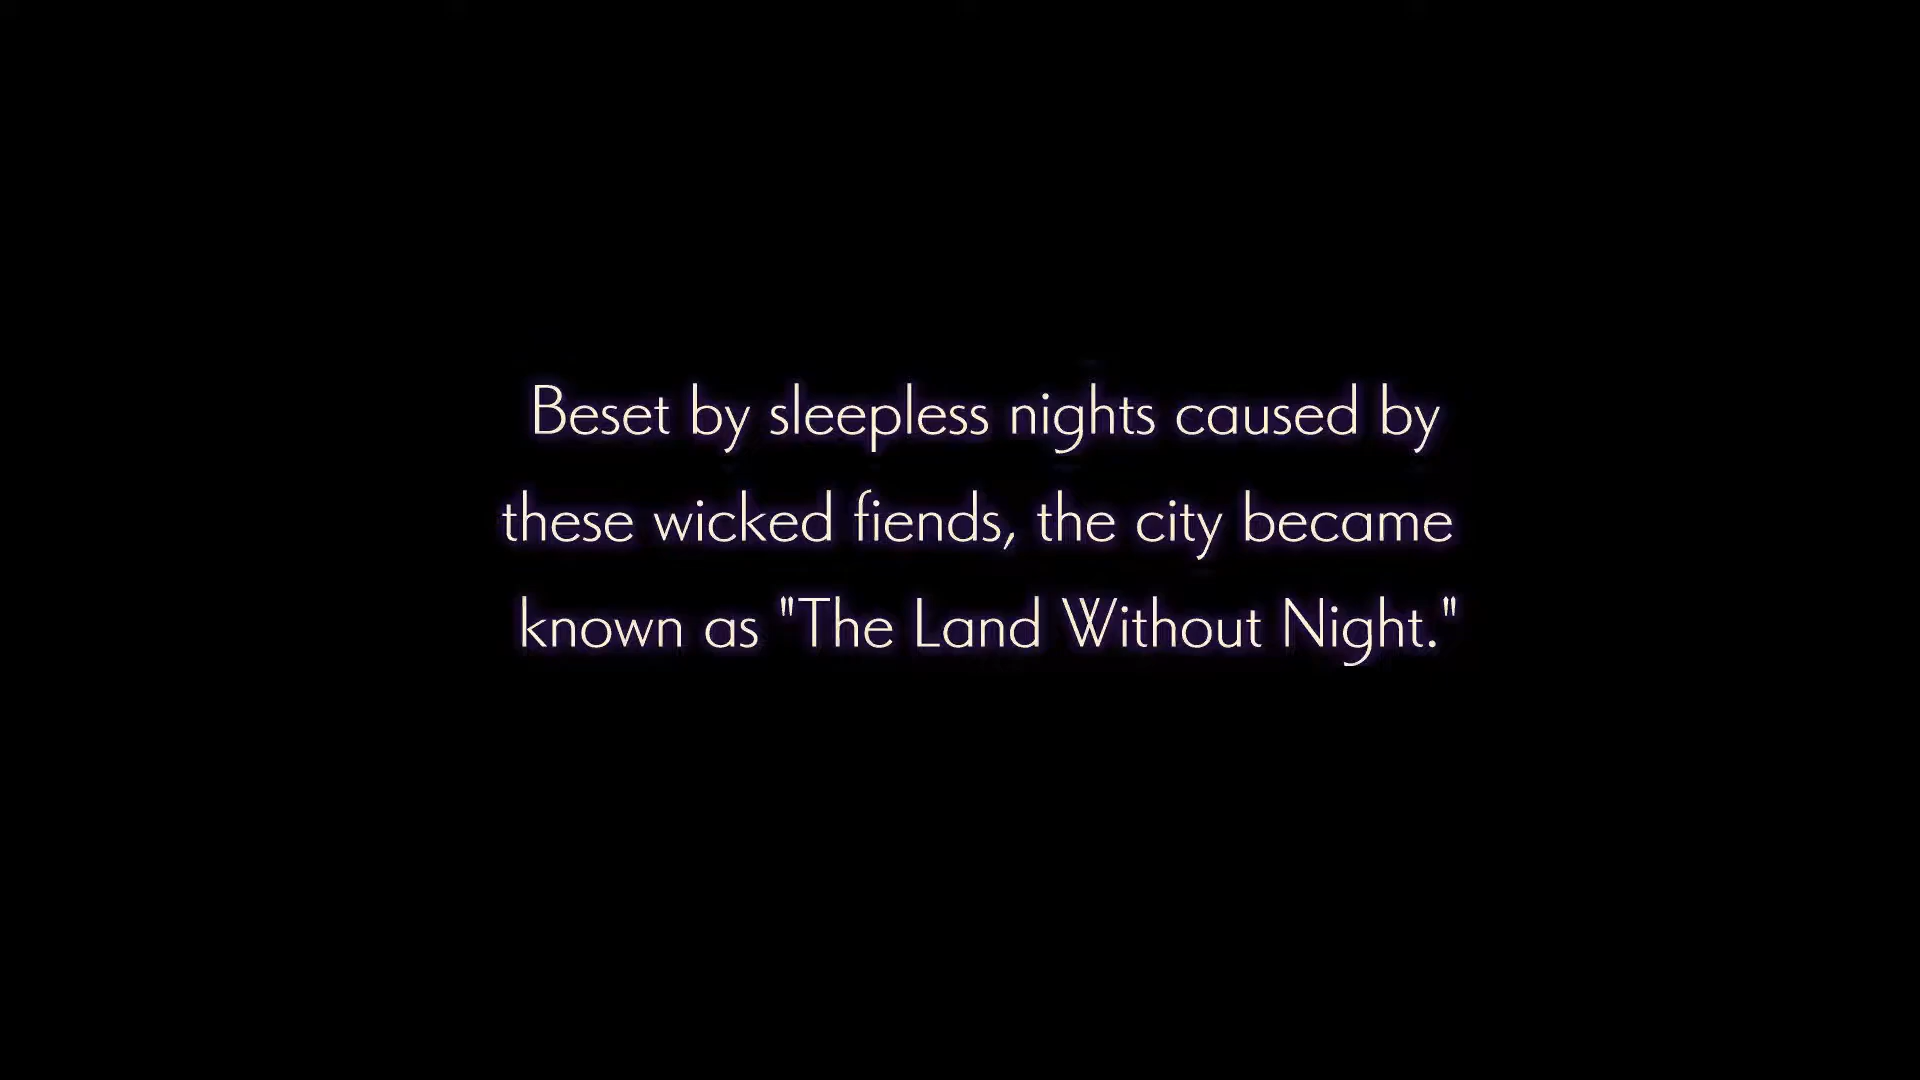 Beset by sleepless nights caused by
these wicked fiends, the city became
known as "The Land Without Night."